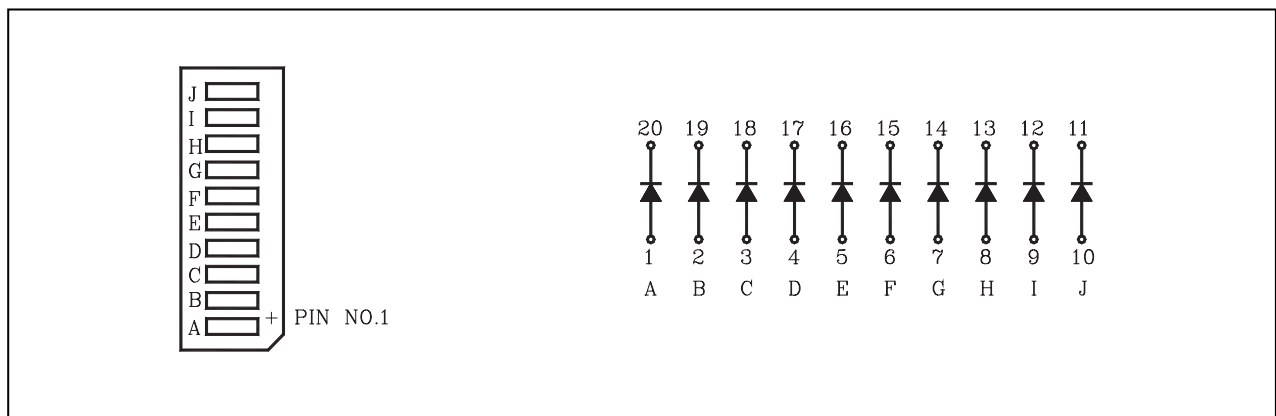 J
I
H
G
F
E
D
C
B
A + PIN NO.1
20 19 18 17 16 15 14 13 12 11
1 2 3 4 5 6 7 8 9 10
A B C D E F G H I J